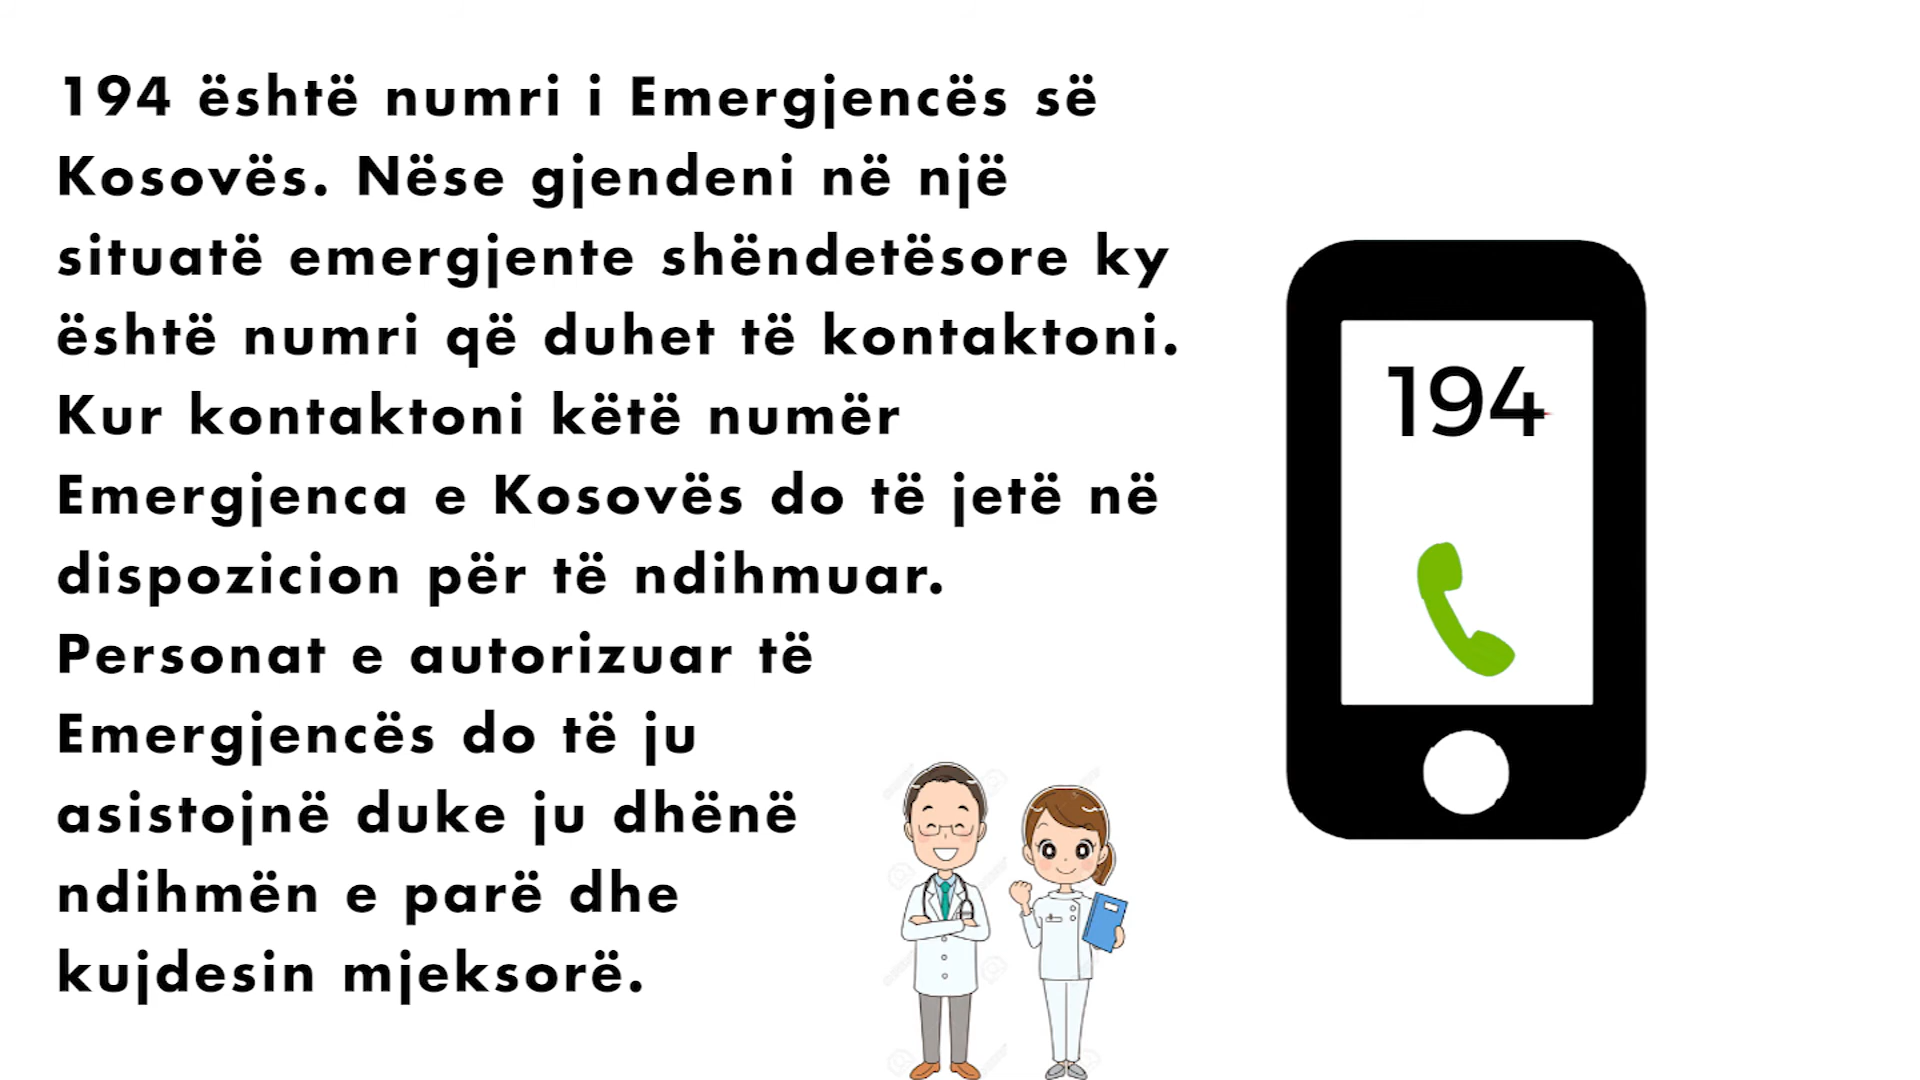 194 është numri i Emergjencës së
Kosovës. Nëse gjendeni në një
situatë emergjente shëndetësore ky
është numri që duhet të kontaktoni.
Kur kontaktoni këtë numër
Emergjenca e Kosovës do të jetë në
dispozicion për të ndihmuar.
Personat e autorizuar të
Emergjencës do të ju
asistojnë duke ju dhënë
ndihmën e parë dhe
kujdesin mjeksorë.
194